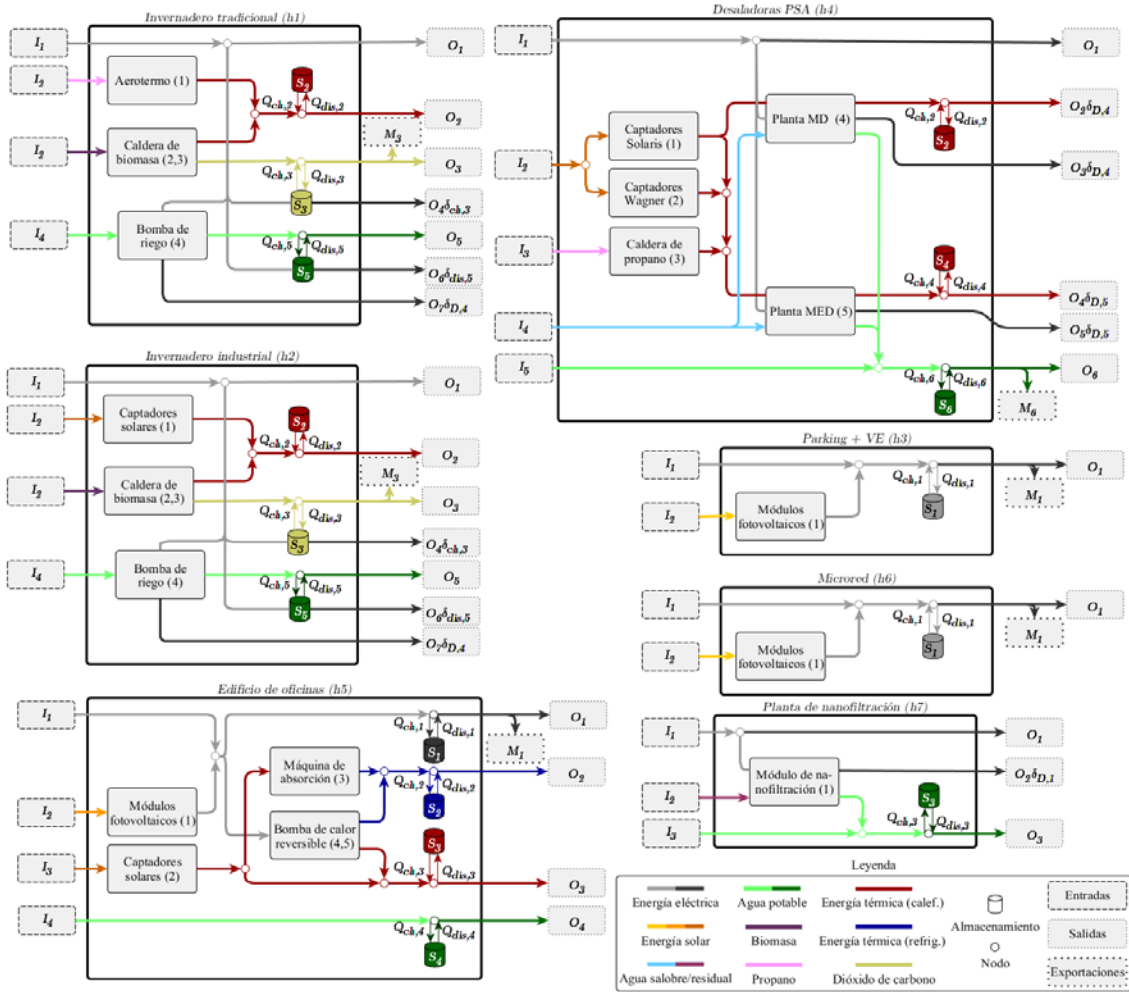 Invernadero tradicional (h1)
I1
O1
I2
Aerotermo (1)
S2
Qch,2
Qdis,2
O2
M3
I2
Caldera de
biomasa (2,3)
Qch,3
Qdis,3
O3
S3
O4δch,3
I4
Bomba de
riego (4)
Qch,5
Qdis,5
O5
S5
O6δdis,5
O7δD,4
Invernadero industrial (h2)
I1
O1
I2
Captadores
solares (1)
S2
Qch,2
Qdis,2
O2
M3
I2
Caldera de
biomasa (2,3)
Qch,3
Qdis,3
O3
S3
O4δch,3
I4
Bomba de
riego (4)
Qch,5
Qdis,5
O5
S5
O6δdis,5
O7δD,4
Edificio de oficinas (h5)
I1
Qch,1
Qdis,1
O1
S1
M1
Máquina de
absorción (3)
Qch,2
Qdis,2
O2
S2
I2
Módulos
fotovoltaicos (1)
Bomba de calor
reversible (4,5)
S3
I3
Captadores
solares (2)
Qch,3
Qdis,3
O3
I4
Qch,4
Qdis,4
O4
S4
Desaladoras PSA (h4)
I1
O1
Planta MD (4)
Qch,2
Qdis,2
O2δD,4
S2
Captadores
Solaris (1)
I2
O3δD,4
Captadores
Wagner (2)
I3
Caldera de
propano (3)
S4
Qch,4
Qdis,4
O4δD,5
I4
Planta MED (5)
O5δD,5
I5
Qch,6
Qdis,6
O6
S6
M6
Parking + VE (h3)
I1
Qch,1
Qdis,1
O1
S1
M1
I2
Módulos
fotovoltaicos (1)
Microred (h6)
I1
Qch,1
Qdis,1
O1
S1
M1
I2
Módulos
fotovoltaicos (1)
Planta de nanofiltración (h7)
I1
O1
Módulo de na-
nofiltración (1)
O2δD,1
I2
S3
I3
Qch,3
Qdis,3
O3
Leyenda
Energía eléctrica
Agua potable
Energía térmica (calef.)
Almacenamiento
Entradas
Energía solar
Biomasa
Energía térmica (refrig.)
Nodo
Salidas
Agua salobre/residual
Propano
Dióxido de carbono
Exportaciones